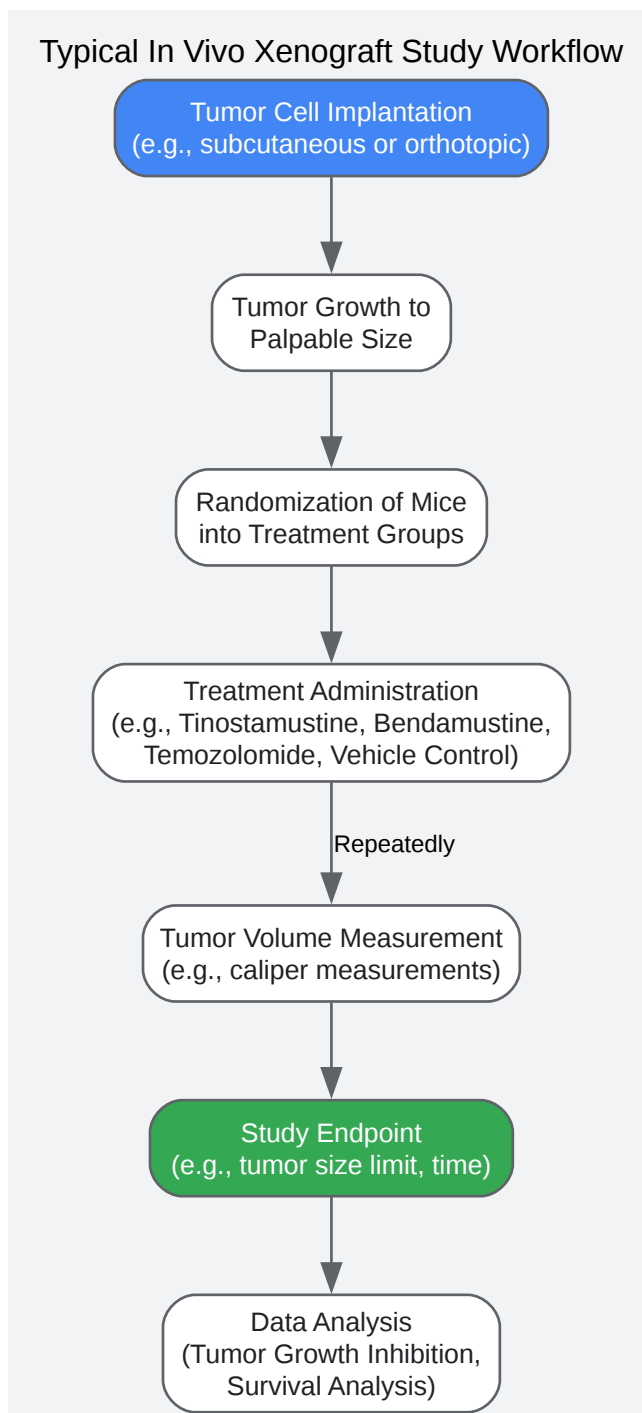 Typical In Vivo Xenograft Study Workflow
Tumor Cell Implantation
(e.g., subcutaneous or orthotopic)
Tumor Growth to
Palpable Size
Randomization of Mice
into Treatment Groups
Treatment Administration
(e.g., Tinostamustine, Bendamustine,
Temozolomide, Vehicle Control)
Repeatedly
Tumor Volume Measurement
(e.g., caliper measurements)
Study Endpoint
(e.g., tumor size limit, time)
Data Analysis
(Tumor Growth Inhibition,
Survival Analysis)